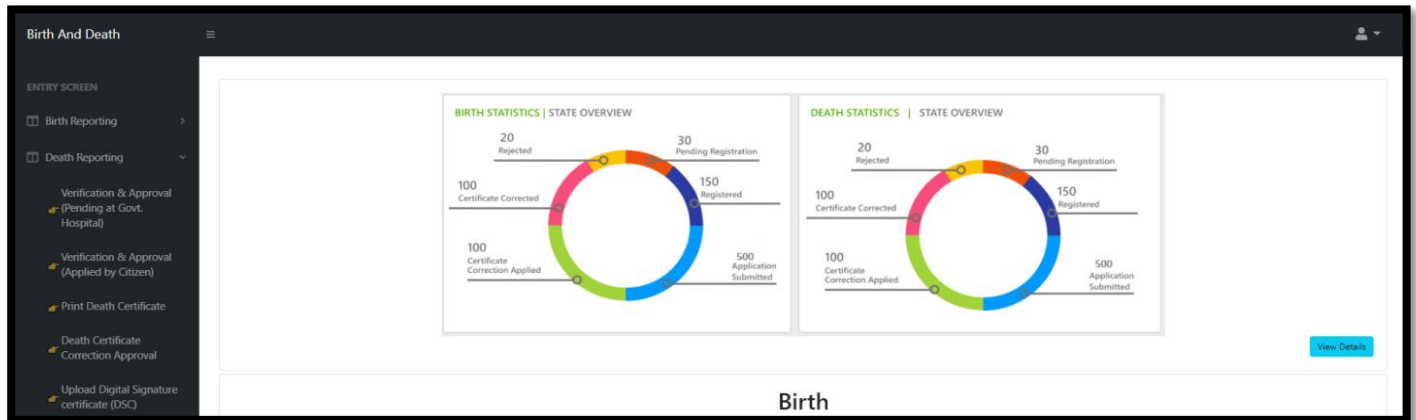 Birth And Death
ENTRY SCREEN
Birth Reporting
Death Reporting
Verification & Approval
(Pending at Govt.
Hospital)
Verification & Approval
(Applied by Citizen)
Print Death Certificate
Death Certificate
Correction Approval
Upload Digital Signature
certificate (DSC)
BIRTH STATISTICS | STATE OVERVIEW
20
Rejected
30
Pending Registration
100
Certificate Corrected
150
Registered
100
Certificate
Correction Applied
500
Application
Submitted
DEATH STATISTICS | STATE OVERVIEW
20
Rejected
30
Pending Registration
100
Certificate Corrected
150
Registered
100
Certificate
Correction Applied
500
Application
Submitted
View Details
Birth